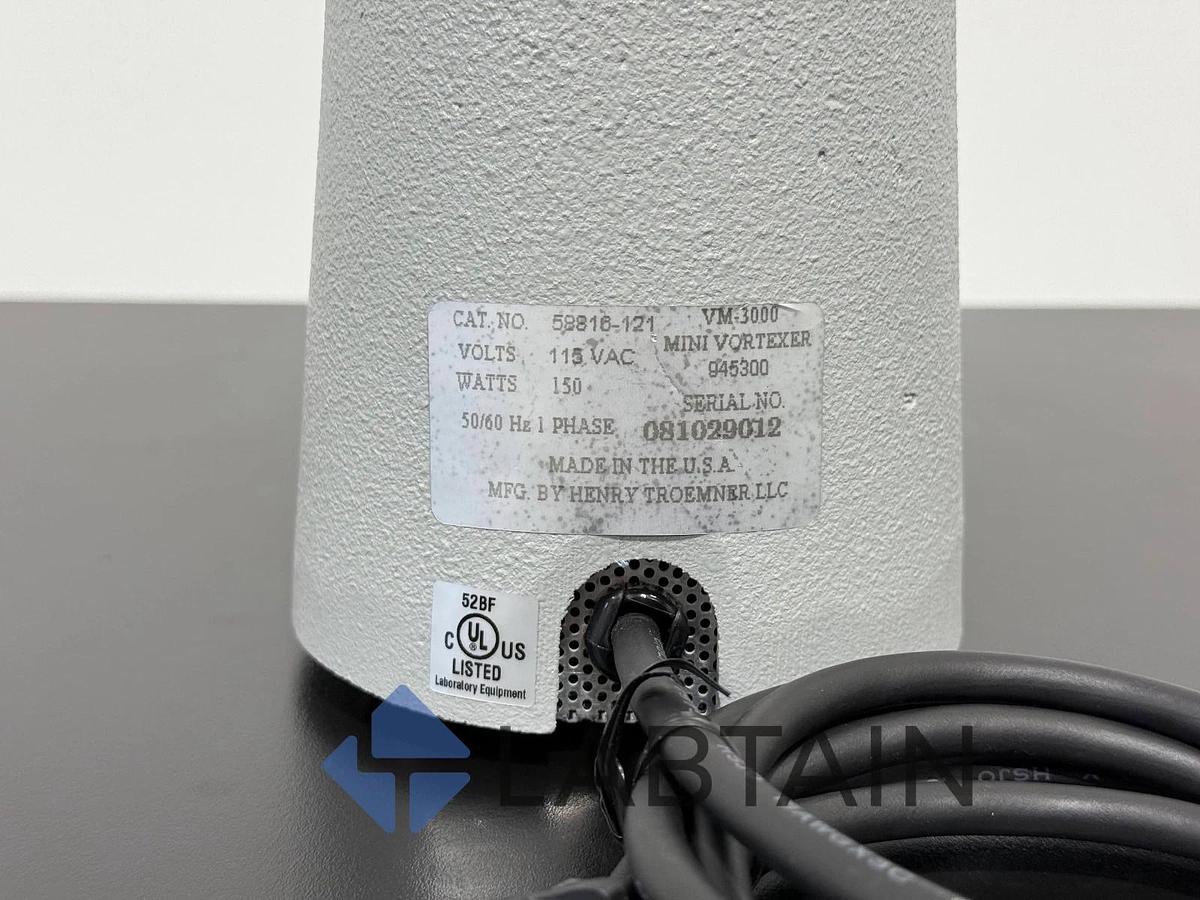 CAT. NO. 58816-121 VM-3000
MINI VORTEXER
VOLTS 115 VAC 945300
WATTS 150
SERIAL NO.
50/60 Hz 1 PHASE 081029012
MADE IN THE U.S.A.
MFG. BY HENRY TROEMNER LLC
52BF
C UL ® US
LISTED
Laboratory Equipment
LABTAIN